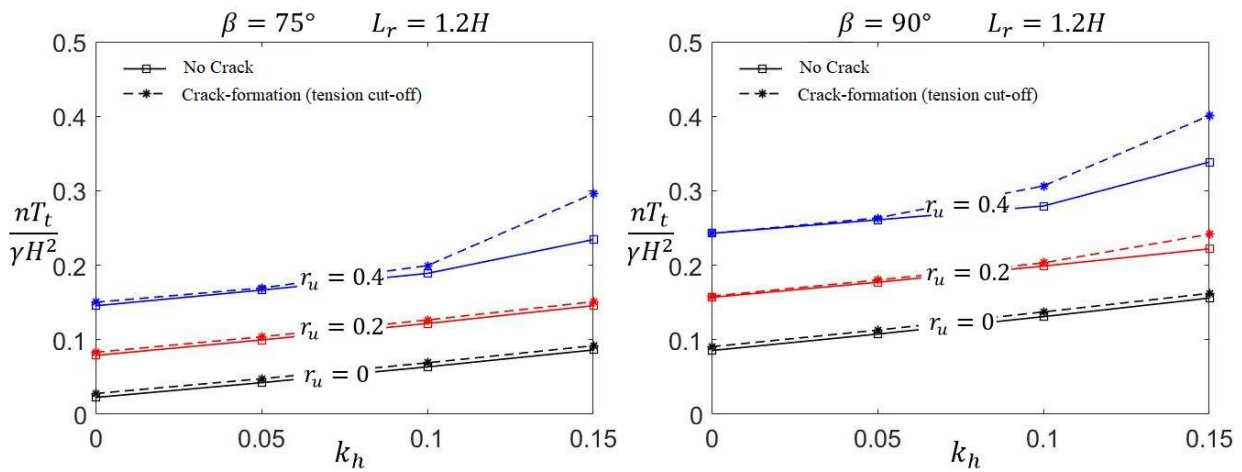 β = 75° L_r = 1.2H
0.5
0.4
0.3
0.2
0.1
0
nT_t
γH²
No Crack
Crack-formation (tension cut-off)
r_u = 0.4
r_u = 0.2
r_u = 0
0 0.05 0.1 0.15
k_h
β = 90° L_r = 1.2H
0.5
0.4
0.3
0.2
0.1
0
nT_t
γH²
No Crack
Crack-formation (tension cut-off)
r_u = 0.4
r_u = 0.2
r_u = 0
0 0.05 0.1 0.15
k_h